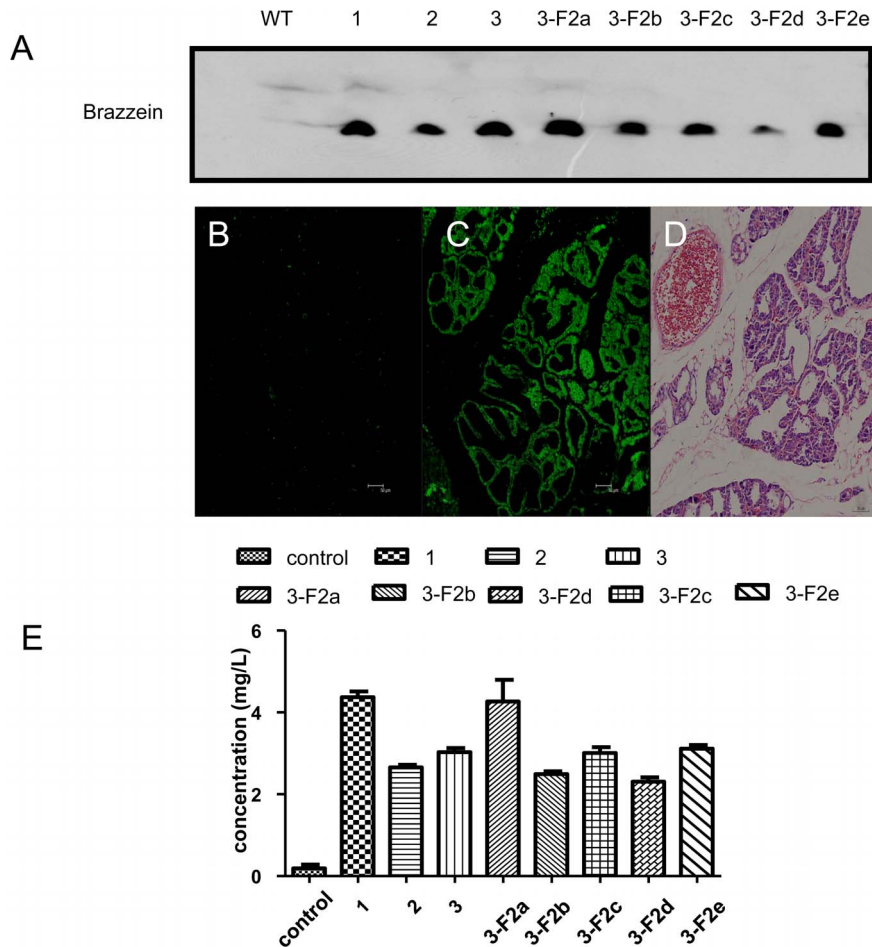 WT 1 2 3 3-F2a 3-F2b 3-F2c 3-F2d 3-F2e
A
Brazzein
B C D
control 1 2 3
3-F2a 3-F2b 3-F2d 3-F2c 3-F2e
E
concentration (mg/L)
6
4
2
0
control 1 2 3 3-F2a 3-F2b 3-F2c 3-F2d 3-F2e